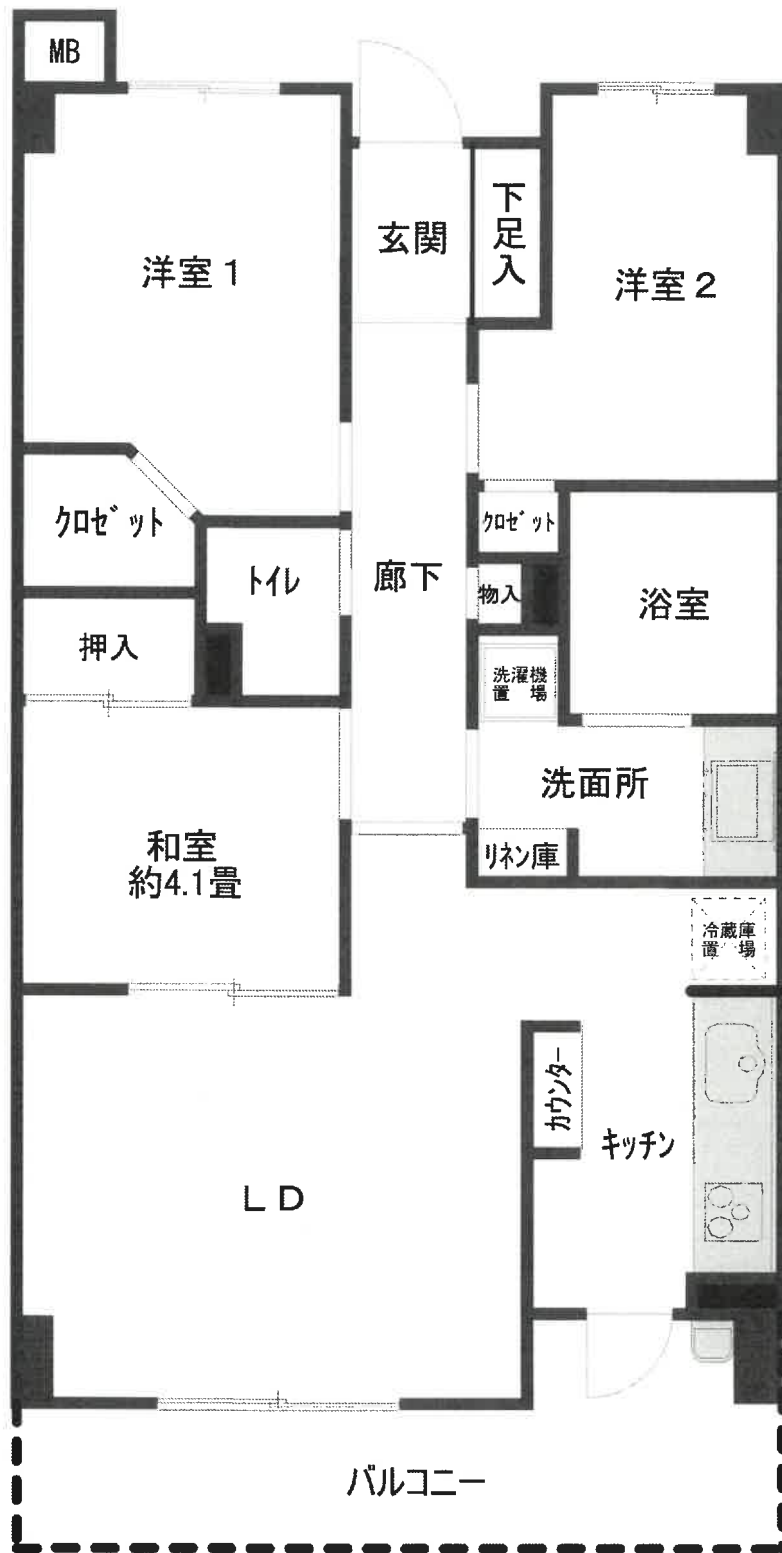 MB
玄関
下足入
洋室1
洋室2
クロゼット
クロゼット
トイレ
廊下
物入
浴室
押入
洗濯機
置場
洗面所
和室
約4.1畳
リネン庫
冷蔵庫
置場
カウンター
キッチン
LD
バルコニー